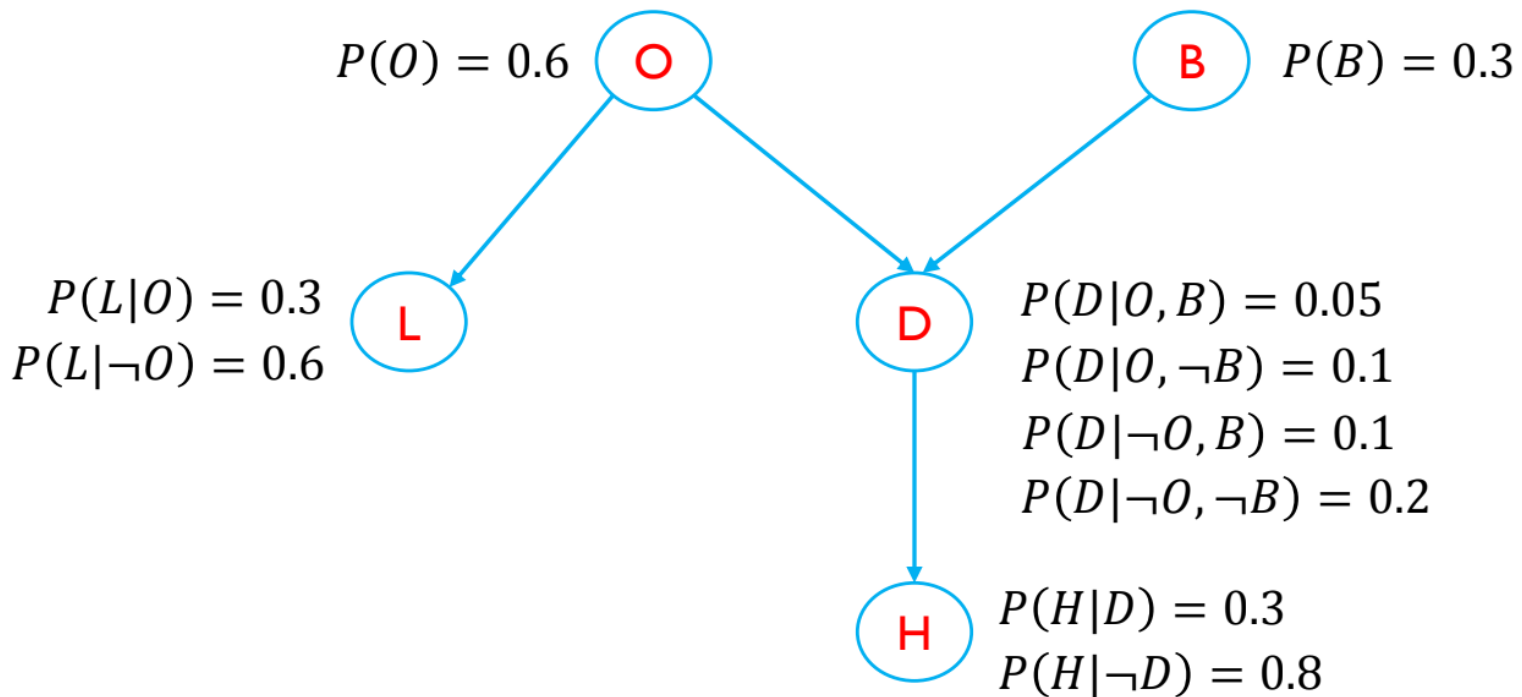 P(O) = 0.6
O
B
P(B) = 0.3
P(L|O) = 0.3
P(L|¬O) = 0.6
L
D
P(D|O, B) = 0.05
P(D|O, ¬B) = 0.1
P(D|¬O, B) = 0.1
P(D|¬O, ¬B) = 0.2
H
P(H|D) = 0.3
P(H|¬D) = 0.8